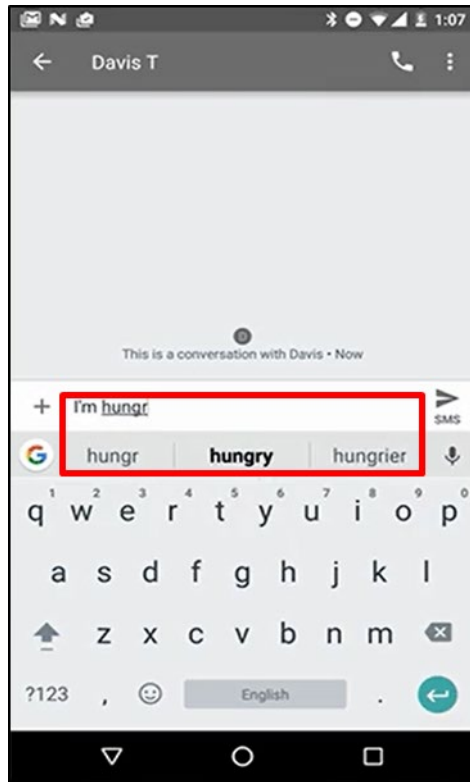 1:07
Davis T
D
This is a conversation with Davis • Now
I'm hungr
SMS
G
hungr hungry hungrier
1 2 3 4 5 6 7 8 9 0
q w e r t y u i o p
a s d f g h j k l
z x c v b n m
?123 , English .